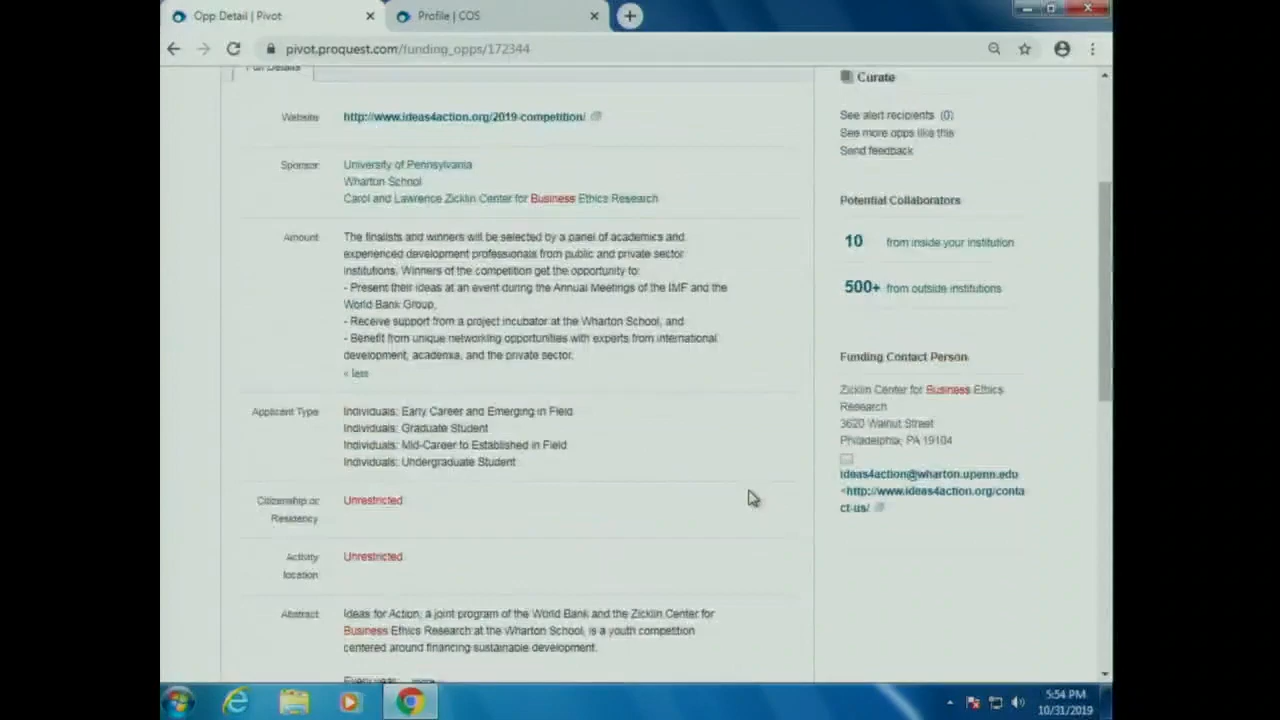 Opp Detail | Pivot
Profile | COS
pivot.proquest.com/funding_opps/172344
Full Details
Website
http://www.ideas4action.org/2019-competition/
Sponsor
University of Pennsylvania
Wharton School
Carol and Lawrence Zicklin Center for Business Ethics Research
Amount
The finalists and winners will be selected by a panel of academics and
experienced development professionals from public and private sector
institutions. Winners of the competition get the opportunity to:
- Present their ideas at an event during the Annual Meetings of the IMF and the
World Bank Group,
- Receive support from a project incubator at the Wharton School, and
- Benefit from unique networking opportunities with experts from international
development, academia, and the private sector.
< less
Applicant Type
Individuals: Early Career and Emerging in Field
Individuals: Graduate Student
Individuals: Mid-Career to Established in Field
Individuals: Undergraduate Student
Citizenship or
Residency
Unrestricted
Activity
location
Unrestricted
Abstract
Ideas for Action, a joint program of the World Bank and the Zicklin Center for
Business Ethics Research at the Wharton School, is a youth competition
centered around financing sustainable development.
Every year
more
Curate
See alert recipients (0)
See more opps like this
Send feedback
Potential Collaborators
10 from inside your institution
500+ from outside institutions
Funding Contact Person
Zicklin Center for Business Ethics
Research
3620 Walnut Street
Philadelphia, PA 19104
ideas4action@wharton.upenn.edu
<http://www.ideas4action.org/conta
ct-us/
5:54 PM
10/31/2019